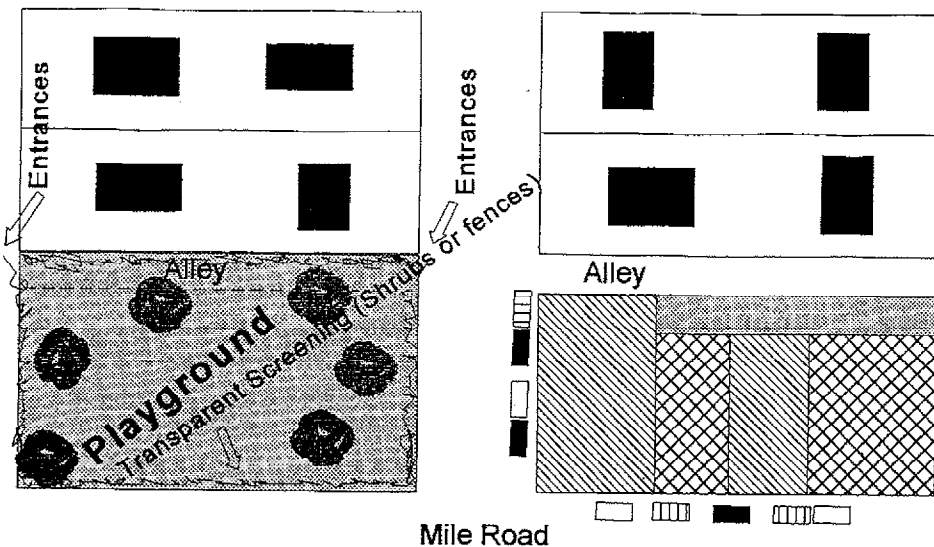 Entrances
Entrances
Alley
Alley
Playground
Transparent Screening (Shrubs or fences)
Mile Road